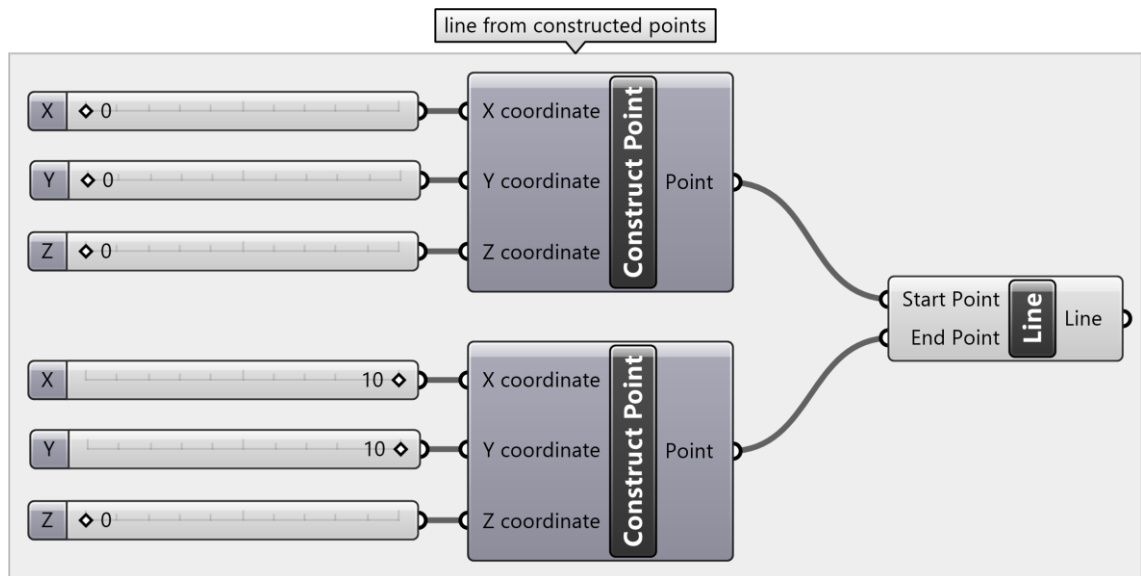 line from constructed points
X 0
Y 0
Z 0
X coordinate
Y coordinate
Z coordinate
Construct Point
Point
X 10
Y 10
Z 0
X coordinate
Y coordinate
Z coordinate
Construct Point
Point
Start Point
End Point
Line
Line